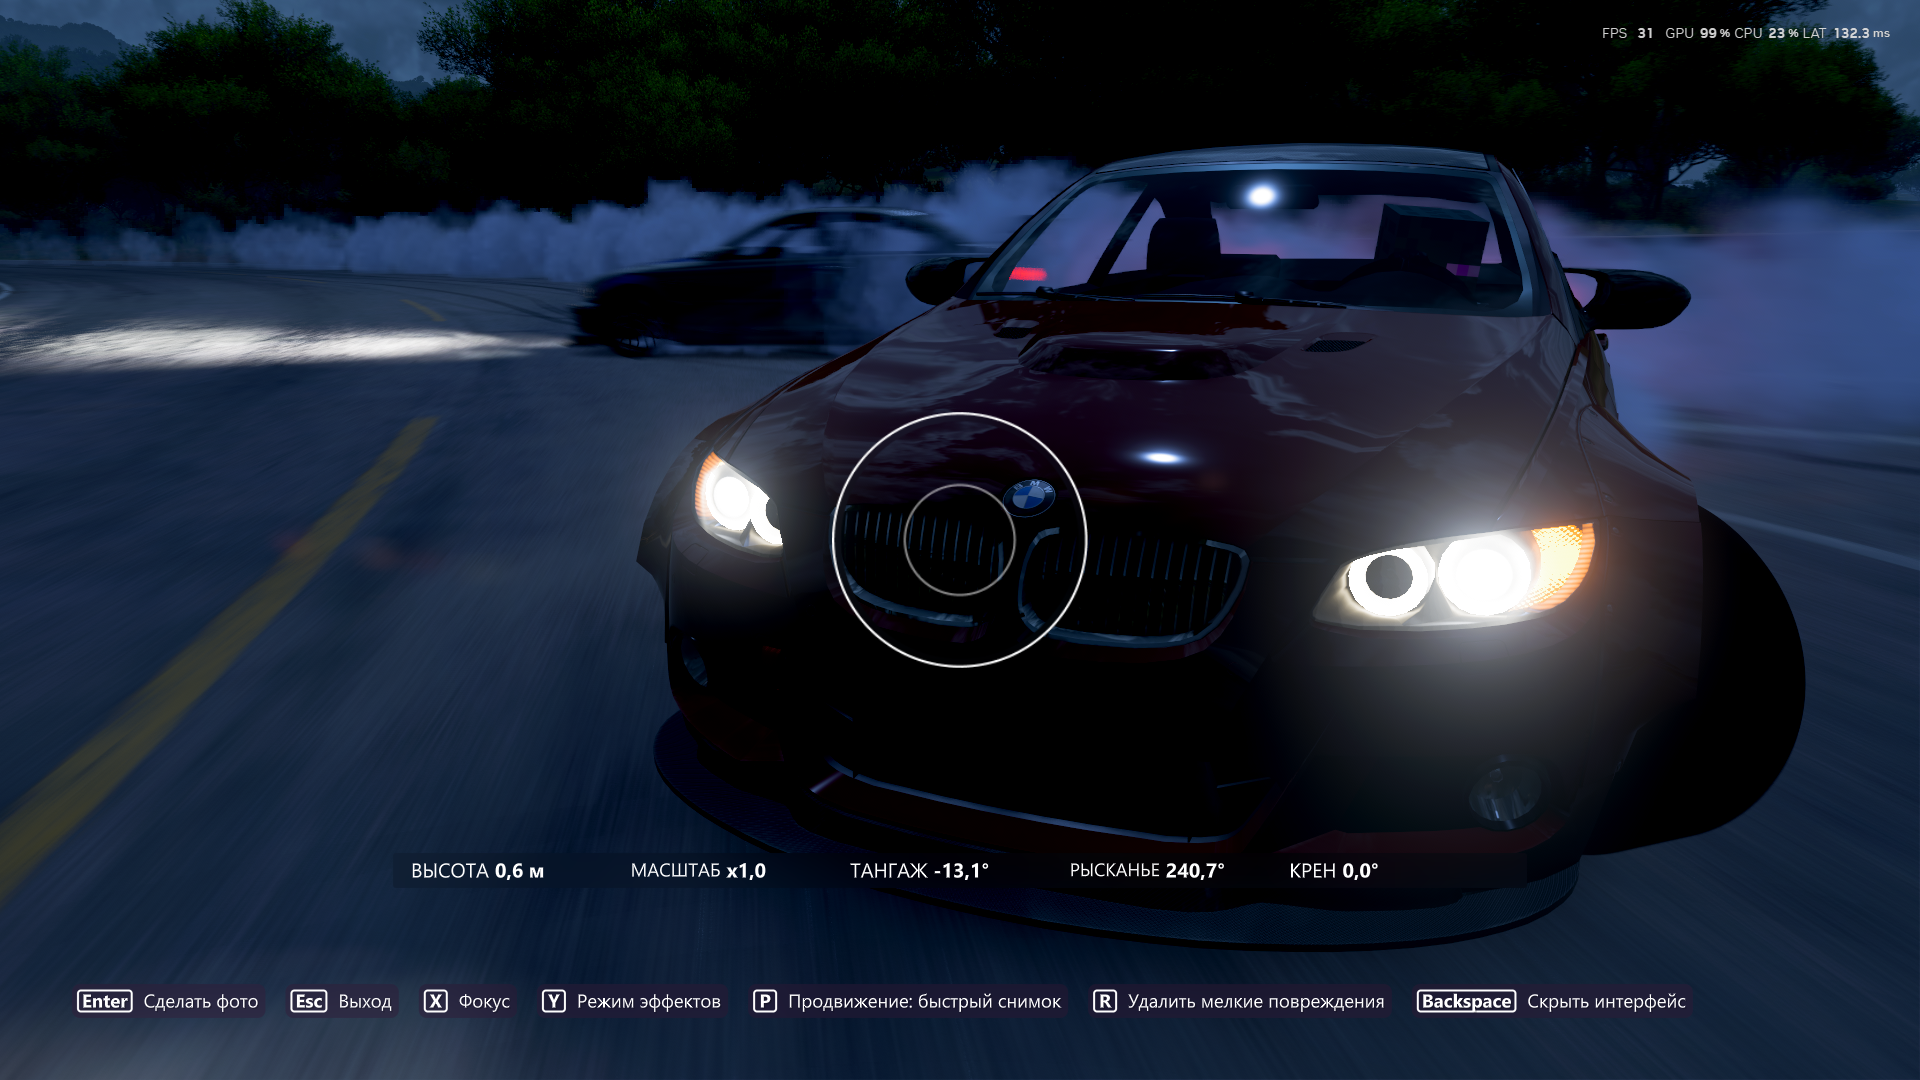 FPS 31 GPU 99 % CPU 23 % LAT 132.3 ms
BMW
ВЫСОТА 0,6 м МАСШТАБ x1,0 ТАНГАЖ -13,1° РЫСКАНЬЕ 240,7° КРЕН 0,0°
Enter Сделать фото Esc Выход X Фокус Y Режим эффектов P Продвижение: быстрый снимок R Удалить мелкие повреждения Backspace Скрыть интерфейс